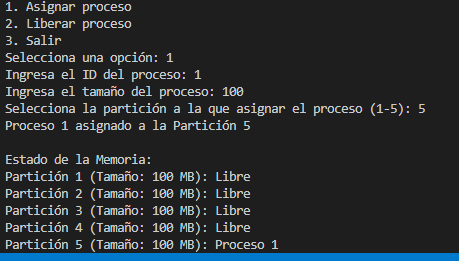 1. Asignar proceso
2. Liberar proceso
3. Salir
Selecciona una opción: 1
Ingresa el ID del proceso: 1
Ingresa el tamaño del proceso: 100
Selecciona la partición a la que asignar el proceso (1-5): 5
Proceso 1 asignado a la Partición 5
Estado de la Memoria:
Partición 1 (Tamaño: 100 MB): Libre
Partición 2 (Tamaño: 100 MB): Libre
Partición 3 (Tamaño: 100 MB): Libre
Partición 4 (Tamaño: 100 MB): Libre
Partición 5 (Tamaño: 100 MB): Proceso 1